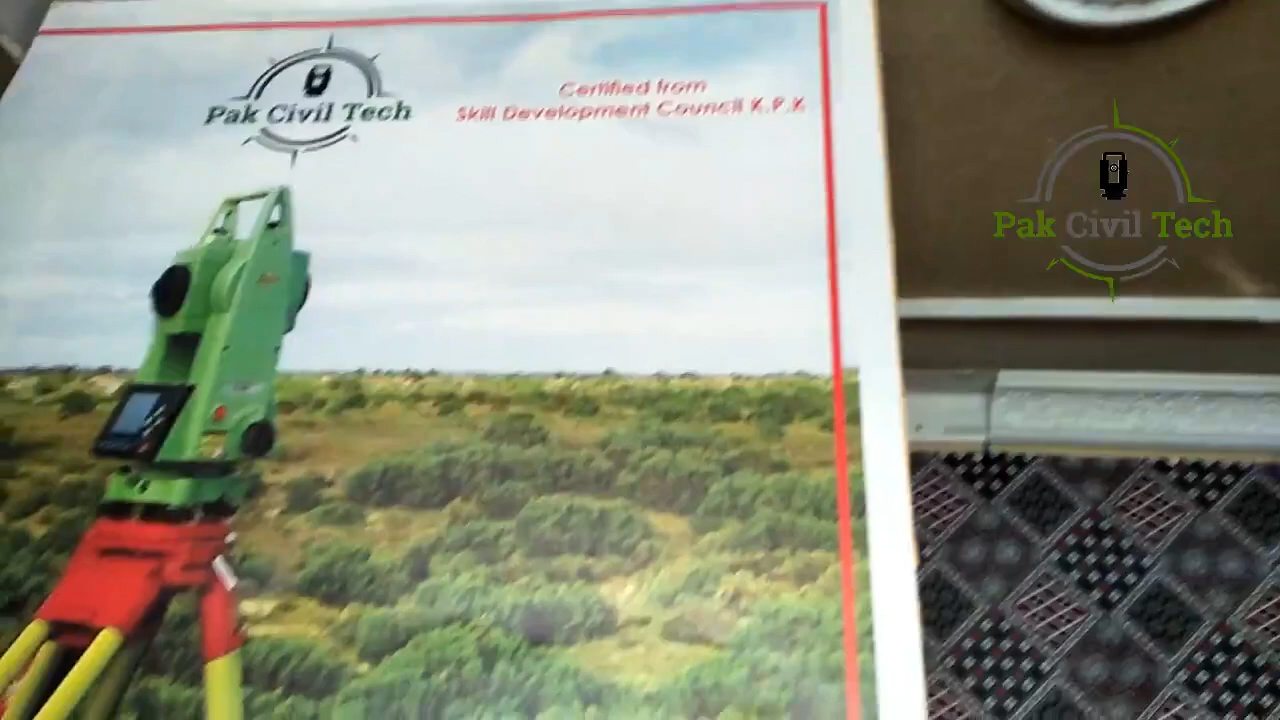 Pak Civil Tech
Certified from
Skill Development Council K.P.K
Pak Civil Tech